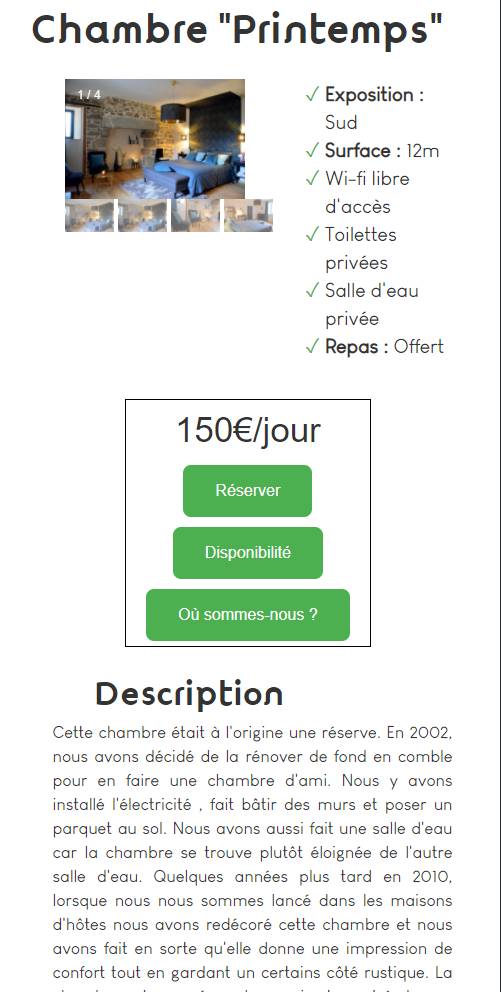 Chambre "Printemps"
1 / 4
✓ Exposition :
Sud
✓ Surface : 12m
✓ Wi-fi libre
d'accès
✓ Toilettes
privées
✓ Salle d'eau
privée
✓ Repas : Offert
150€/jour
Réserver
Disponibilité
Où sommes-nous ?
Description
Cette chambre était à l'origine une réserve. En 2002,
nous avons décidé de la rénover de fond en comble
pour en faire une chambre d'ami. Nous y avons
installé l'électricité , fait bâtir des murs et poser un
parquet au sol. Nous avons aussi fait une salle d'eau
car la chambre se trouve plutôt éloignée de l'autre
salle d'eau. Quelques années plus tard en 2010,
lorsque nous nous sommes lancé dans les maisons
d'hôtes nous avons redécoré cette chambre et nous
avons fait en sorte qu'elle donne une impression de
confort tout en gardant un certains côté rustique. La